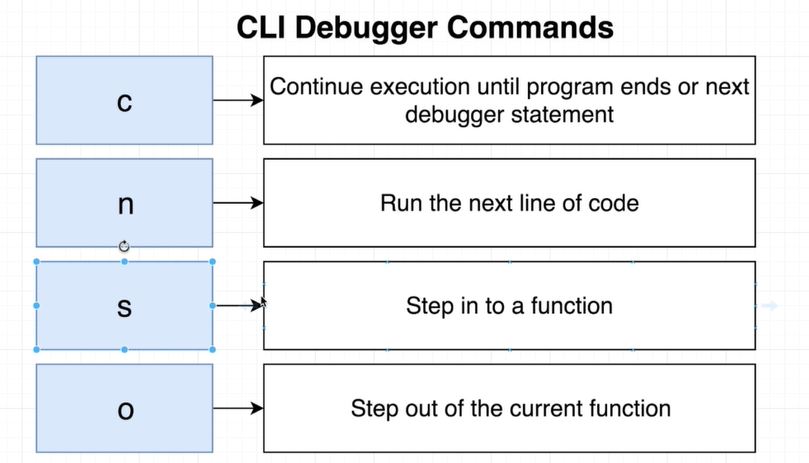 CLI Debugger Commands
c
Continue execution until program ends or next
debugger statement
n
Run the next line of code
s
Step in to a function
o
Step out of the current function